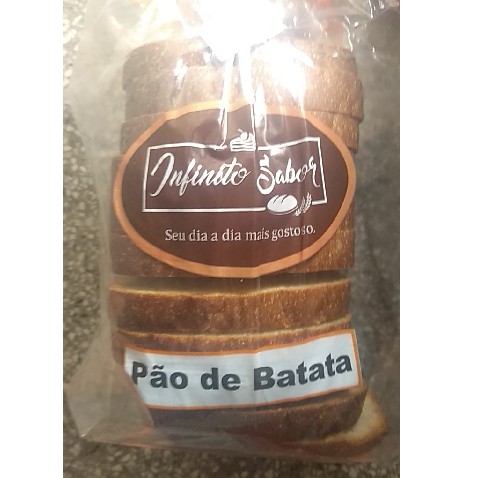 Infinito Sabor
Seu dia a dia mais gostoso.
Pão de Batata